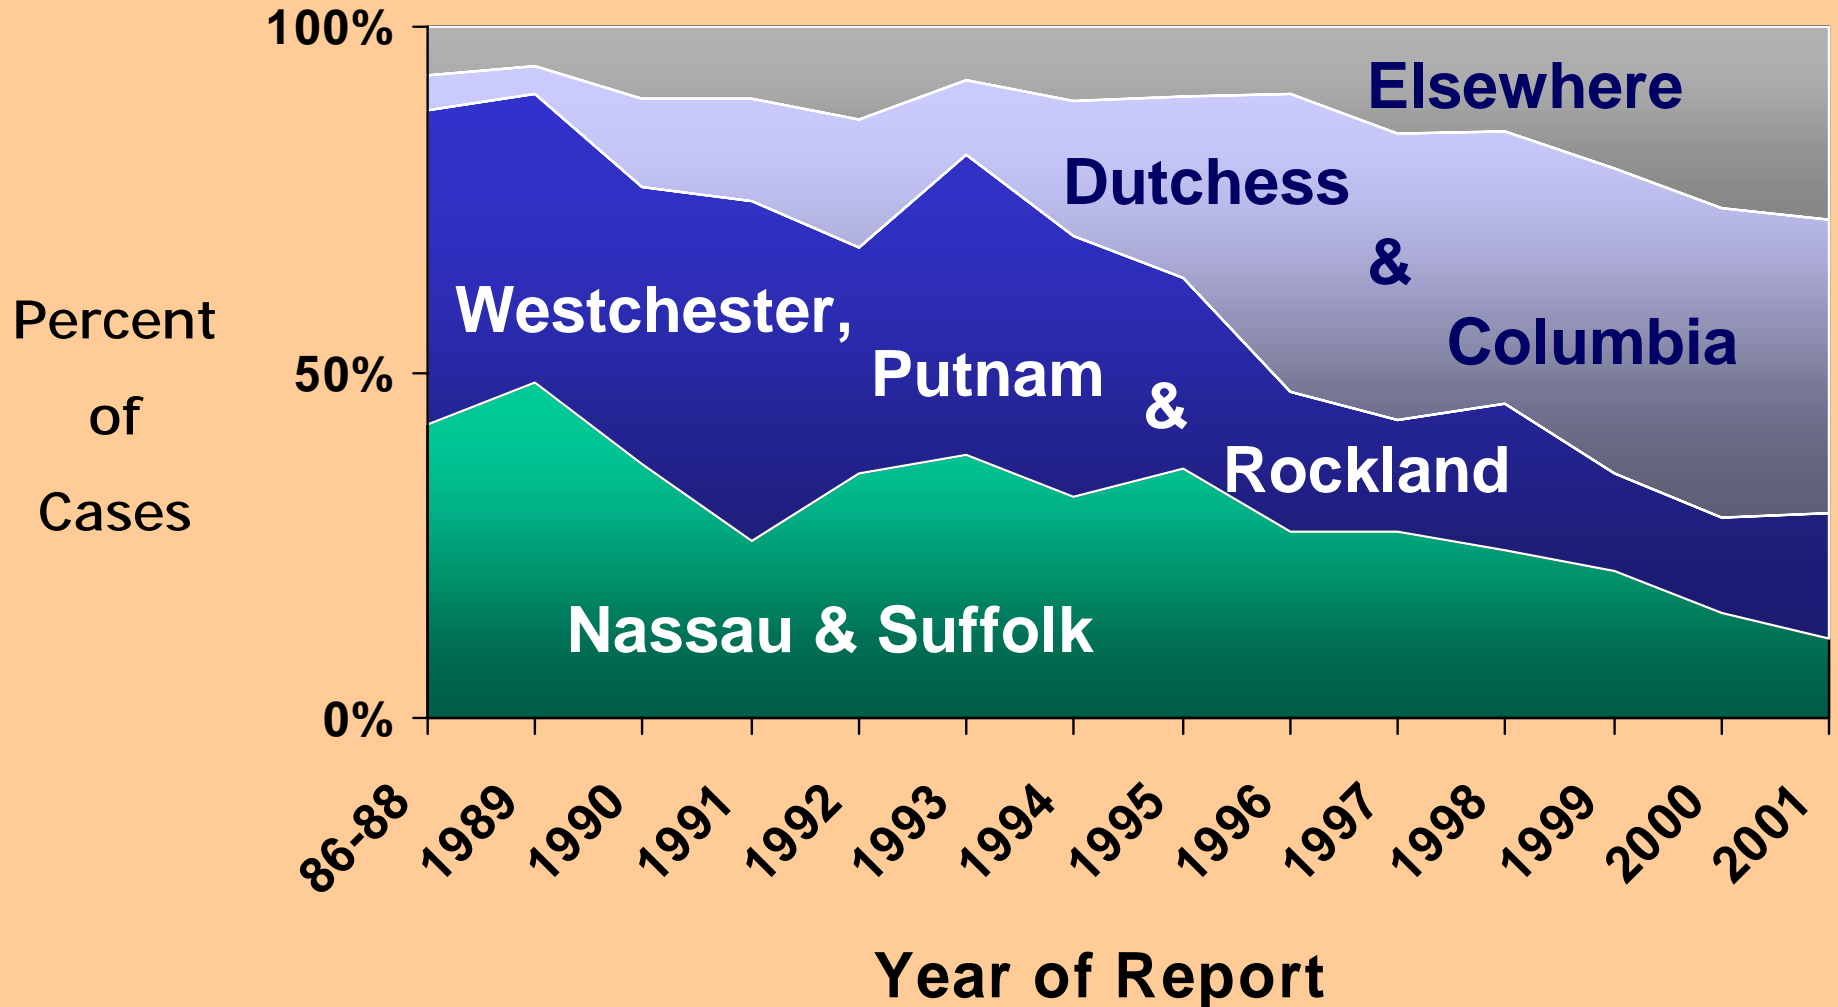 100%
50%
0%
Percent
of
Cases
Elsewhere
Dutchess
&
Columbia
Westchester,
Putnam &
Rockland
Nassau & Suffolk
86-88
1989
1990
1991
1992
1993
1994
1995
1996
1997
1998
1999
2000
2001
Year of Report